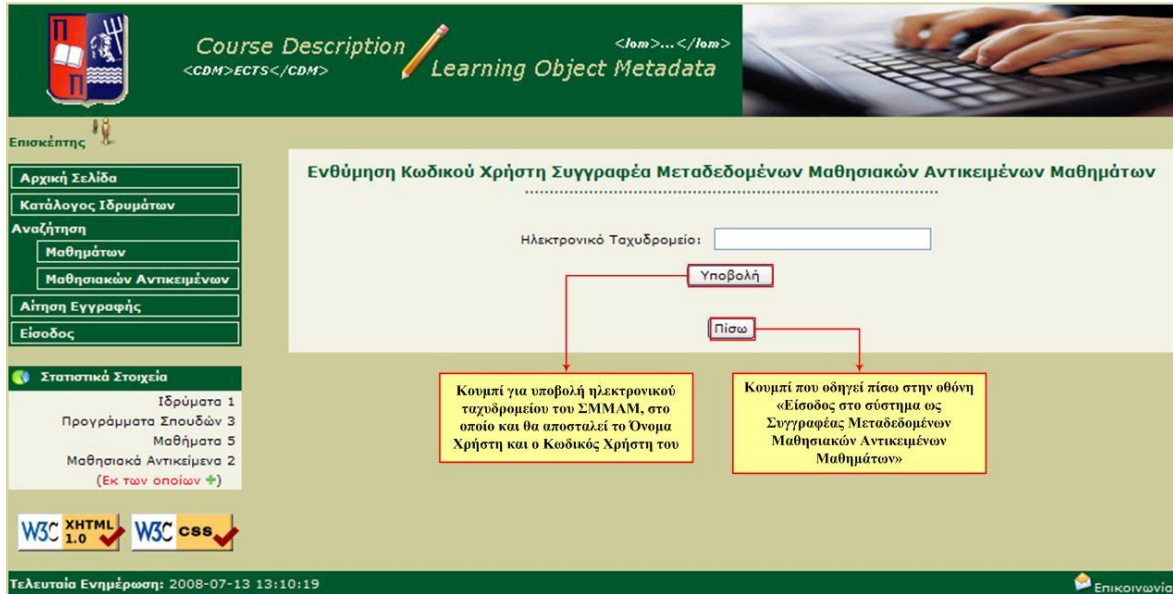 Π
Π
Course Description
<CDM>ECTS</CDM>
<lom>...</lom>
Learning Object Metadata
Επισκέπτης
Αρχική Σελίδα
Κατάλογος Ιδρυμάτων
Αναζήτηση
Μαθημάτων
Μαθησιακών Αντικειμένων
Αίτηση Εγγραφής
Είσοδος
Στατιστικά Στοιχεία
Ιδρύματα 1
Προγράμματα Σπουδών 3
Μαθήματα 5
Μαθησιακά Αντικείμενα 2
(Εκ των οποίων +)
W3C XHTML 1.0
W3C css
Ενθύμηση Κωδικού Χρήστη Συγγραφέα Μεταδεδομένων Μαθησιακών Αντικειμένων Μαθημάτων
Ηλεκτρονικό Ταχυδρομείο:
Υποβολή
Πίσω
Κουμπί για υποβολή ηλεκτρονικού
ταχυδρομείου του ΣΜΜΑΜ, στο
οποίο και θα αποσταλεί το Όνομα
Χρήστη και ο Κωδικός Χρήστη του
Κουμπί που οδηγεί πίσω στην οθόνη
«Είσοδος στο σύστημα ως
Συγγραφέας Μεταδεδομένων
Μαθησιακών Αντικειμένων
Μαθημάτων»
Τελευταία Ενημέρωση: 2008-07-13 13:10:19
Επικοινωνία